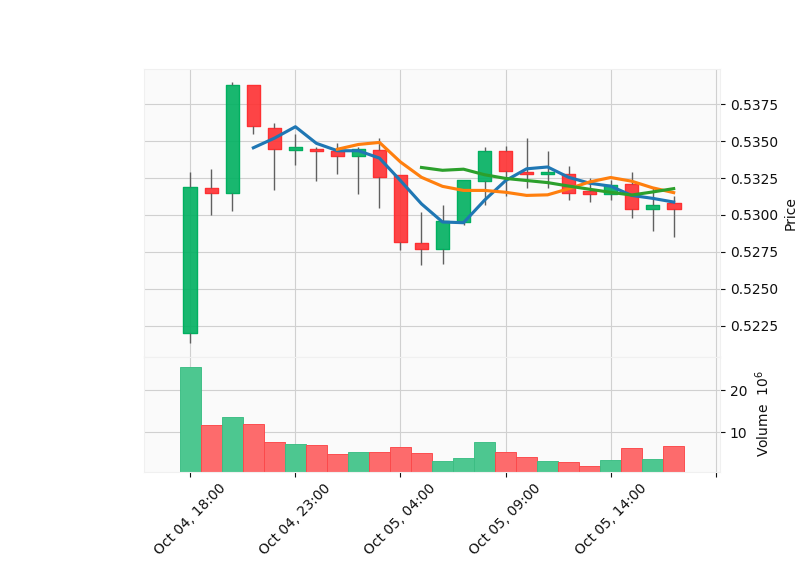 0.5375
0.5350
0.5325
0.5300
0.5275
0.5250
0.5225
Price
20
10
Volume 10^6
Oct 04, 18:00
Oct 04, 23:00
Oct 05, 04:00
Oct 05, 09:00
Oct 05, 14:00